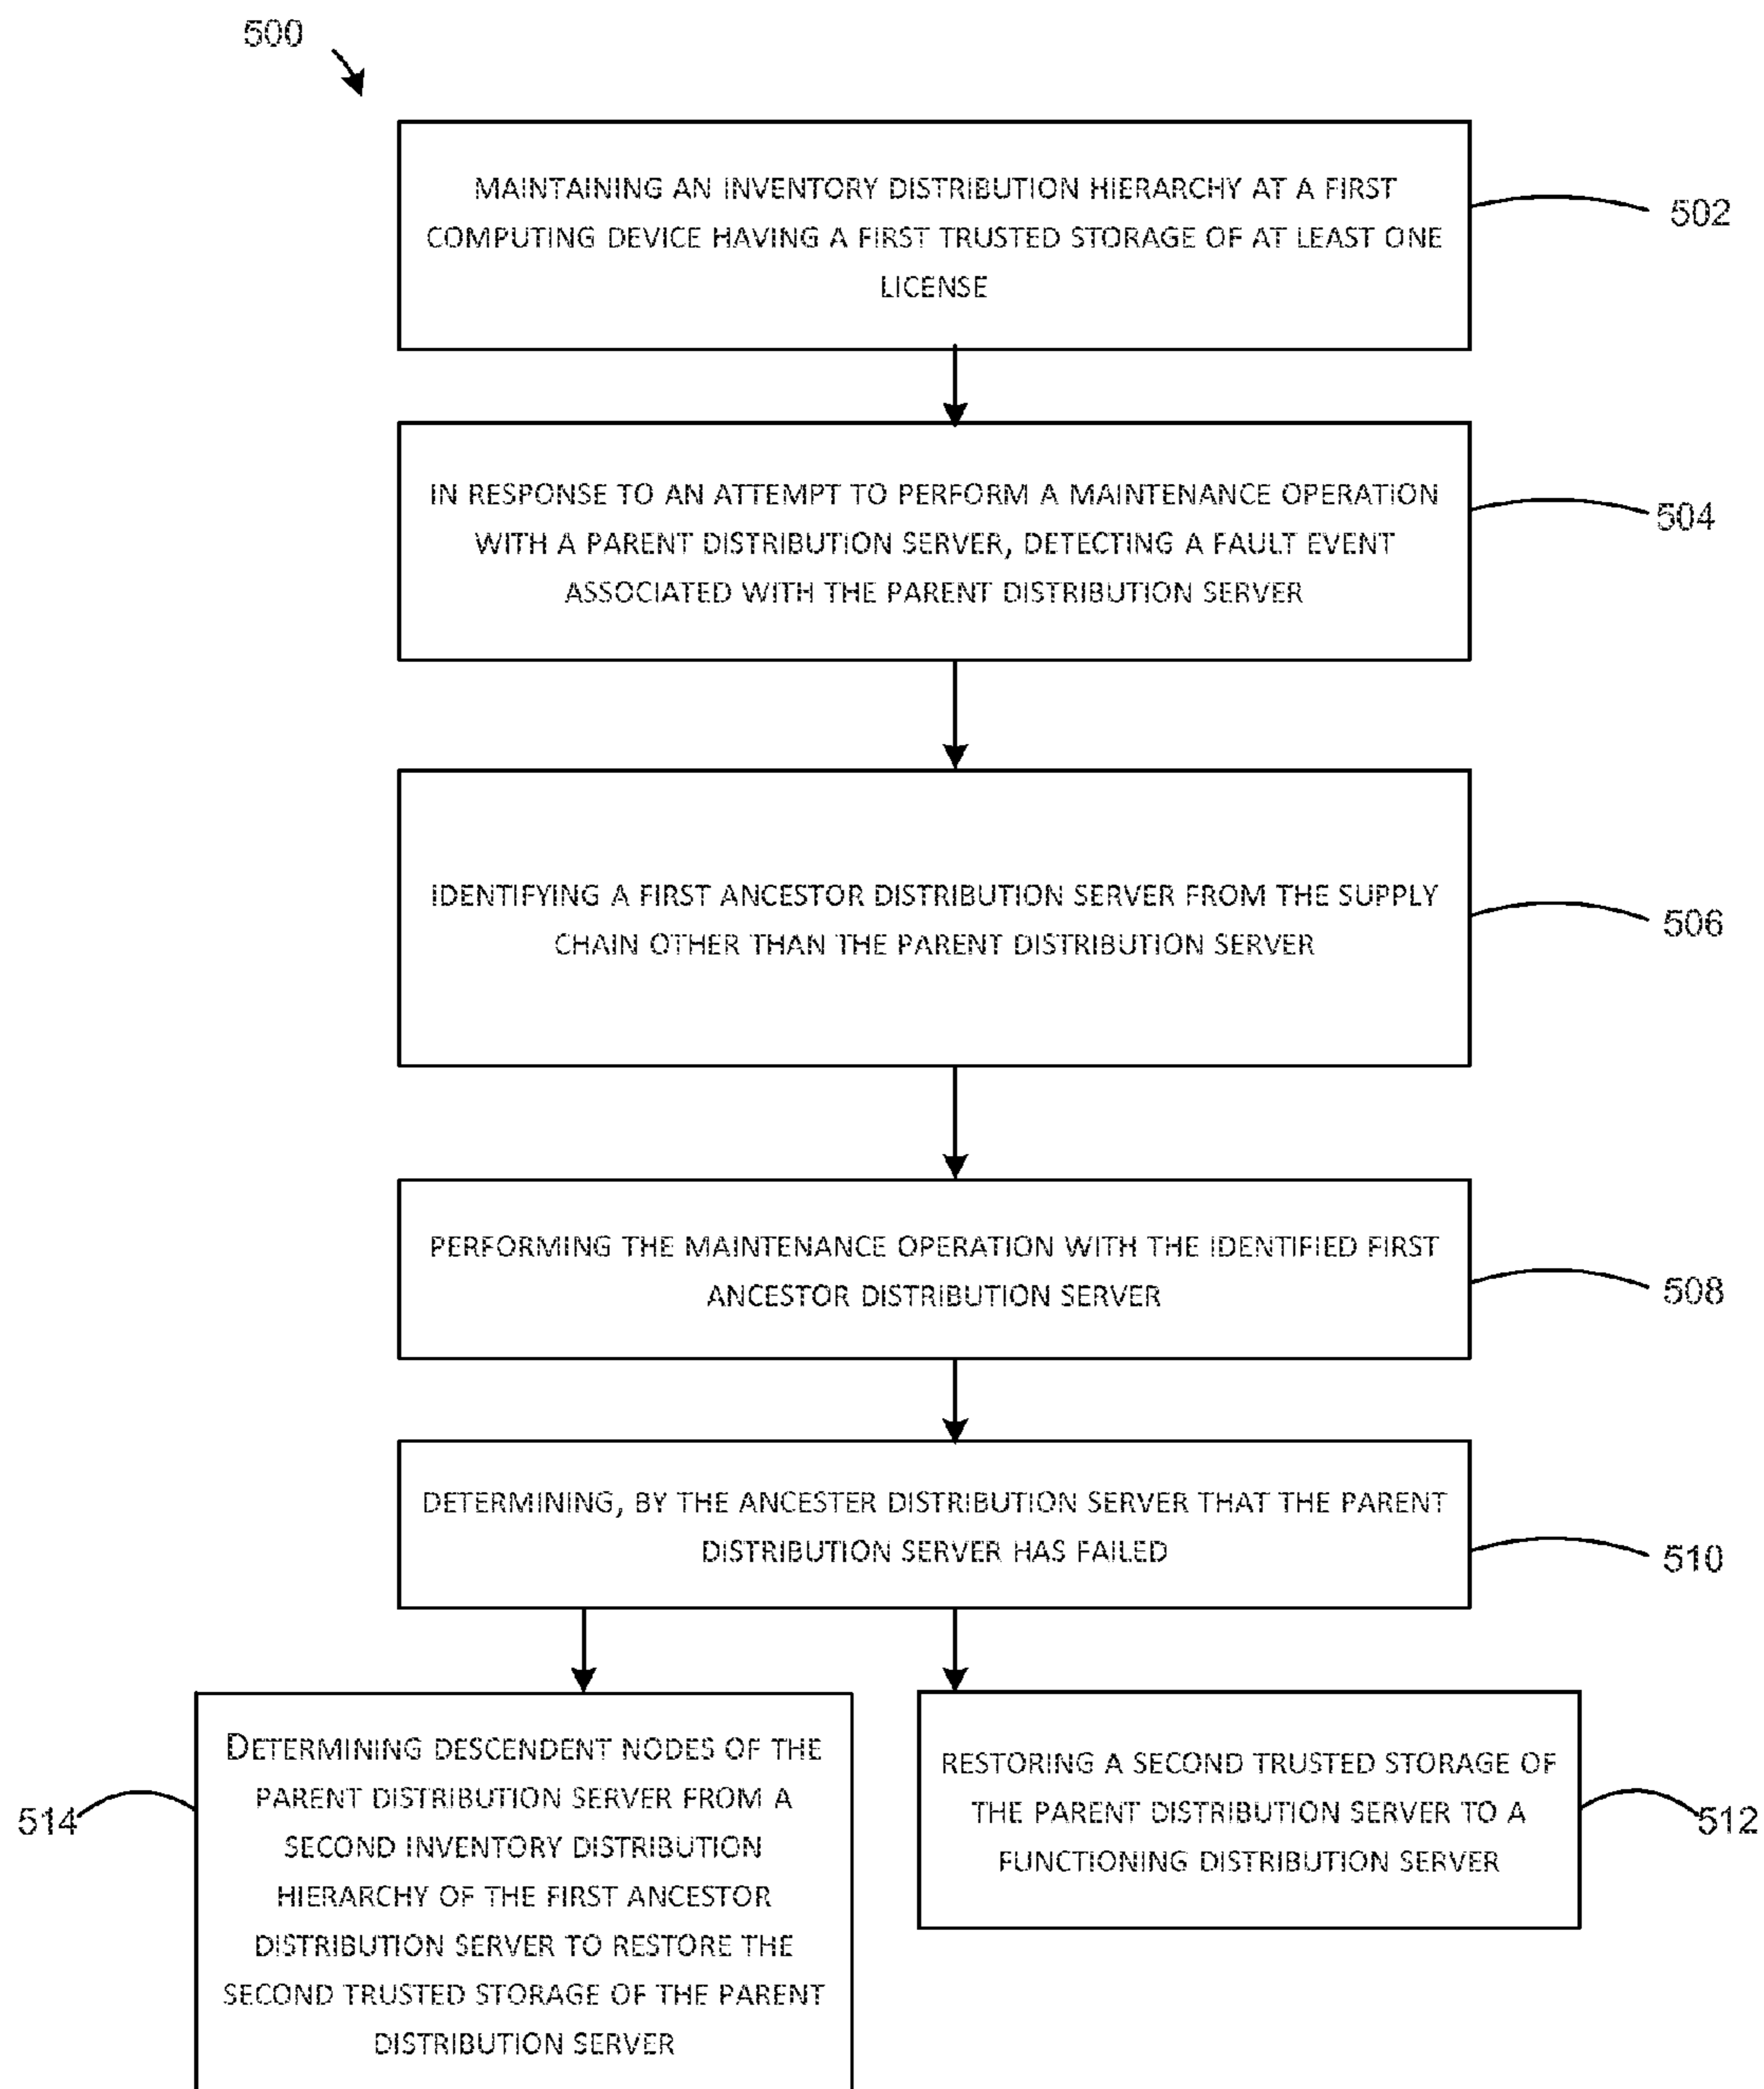 500
MAINTAINING AN INVENTORY DISTRIBUTION HIERARCHY AT A FIRST
COMPUTING DEVICE HAVING A FIRST TRUSTED STORAGE OF AT LEAST ONE
LICENSE
502
IN RESPONSE TO AN ATTEMPT TO PERFORM A MAINTENANCE OPERATION
WITH A PARENT DISTRIBUTION SERVER, DETECTING A FAULT EVENT
ASSOCIATED WITH THE PARENT DISTRIBUTION SERVER
504
IDENTIFYING A FIRST ANCESTOR DISTRIBUTION SERVER FROM THE SUPPLY
CHAIN OTHER THAN THE PARENT DISTRIBUTION SERVER
506
PERFORMING THE MAINTENANCE OPERATION WITH THE IDENTIFIED FIRST
ANCESTOR DISTRIBUTION SERVER
508
DETERMINING, BY THE ANCESTER DISTRIBUTION SERVER THAT THE PARENT
DISTRIBUTION SERVER HAS FAILED
510
DETERMINING DESCENDENT NODES OF THE
PARENT DISTRIBUTION SERVER FROM A
SECOND INVENTORY DISTRIBUTION
HIERARCHY OF THE FIRST ANCESTOR
DISTRIBUTION SERVER TO RESTORE THE
SECOND TRUSTED STORAGE OF THE PARENT
DISTRIBUTION SERVER
514
RESTORING A SECOND TRUSTED STORAGE OF
THE PARENT DISTRIBUTION SERVER TO A
FUNCTIONING DISTRIBUTION SERVER
512